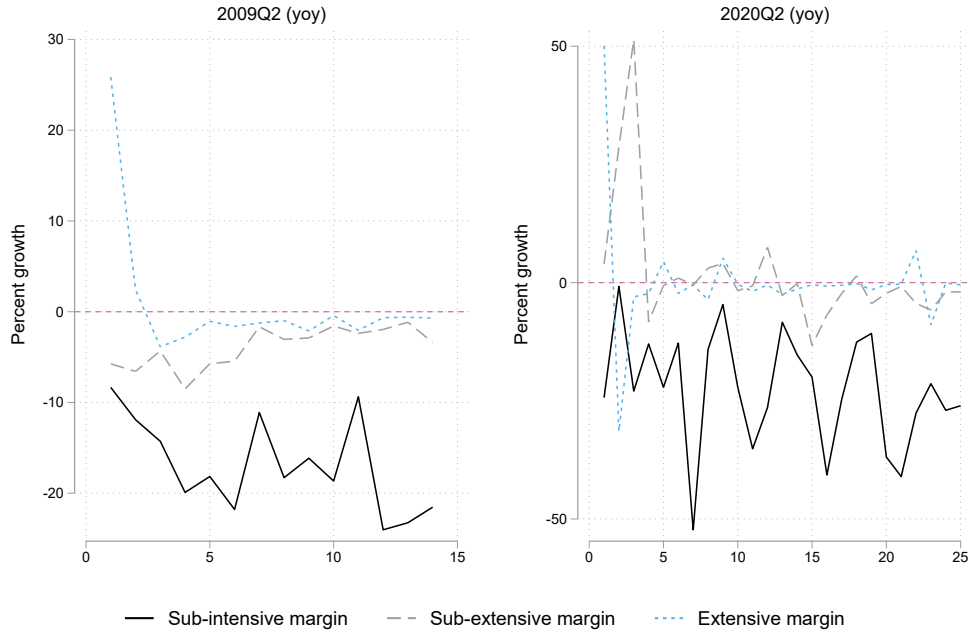 2009Q2 (yoy)
2020Q2 (yoy)
Percent growth
30
20
10
0
-10
-20
0
5
10
15
Percent growth
50
0
-50
0
5
10
15
20
25
Sub-intensive margin
Sub-extensive margin
Extensive margin